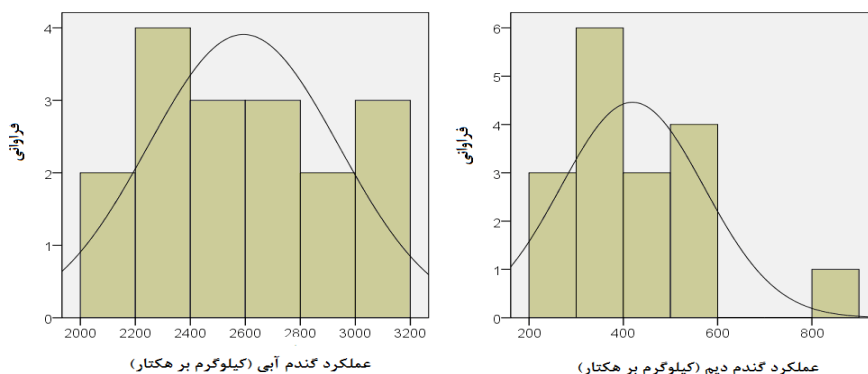 4
3
2
1
0
فراوانی
2000 2200 2400 2600 2800 3000 3200
عملکرد گندم آبی (کیلوگرم بر هکتار)
6
5
4
3
2
1
0
فراوانی
200 400 600 800
عملکرد گندم دیم (کیلوگرم بر هکتار)